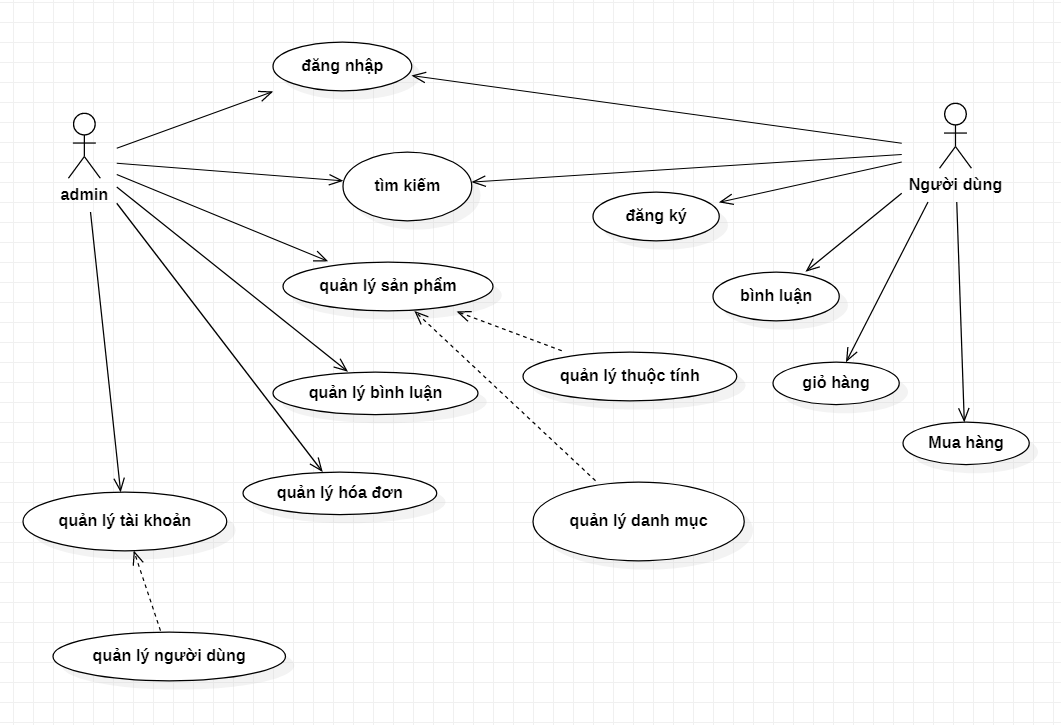 đăng nhập
admin
tìm kiếm
Người dùng
đăng ký
quản lý sản phẩm
bình luận
quản lý thuộc tính
giỏ hàng
quản lý bình luận
Mua hàng
quản lý hóa đơn
quản lý tài khoản
quản lý danh mục
quản lý người dùng